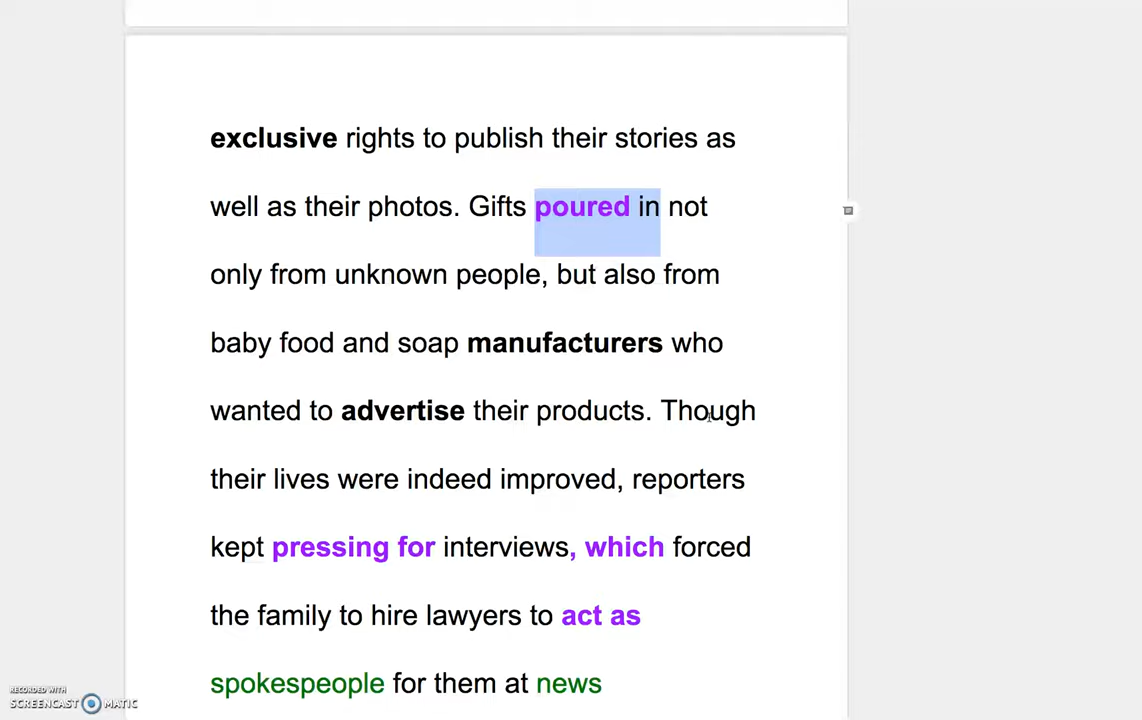 exclusive rights to publish their stories as
well as their photos. Gifts poured in not
only from unknown people, but also from
baby food and soap manufacturers who
wanted to advertise their products. Though
their lives were indeed improved, reporters
kept pressing for interviews, which forced
the family to hire lawyers to act as
spokespeople for them at news
RECORDED WITH
SCREENCAST MATIC